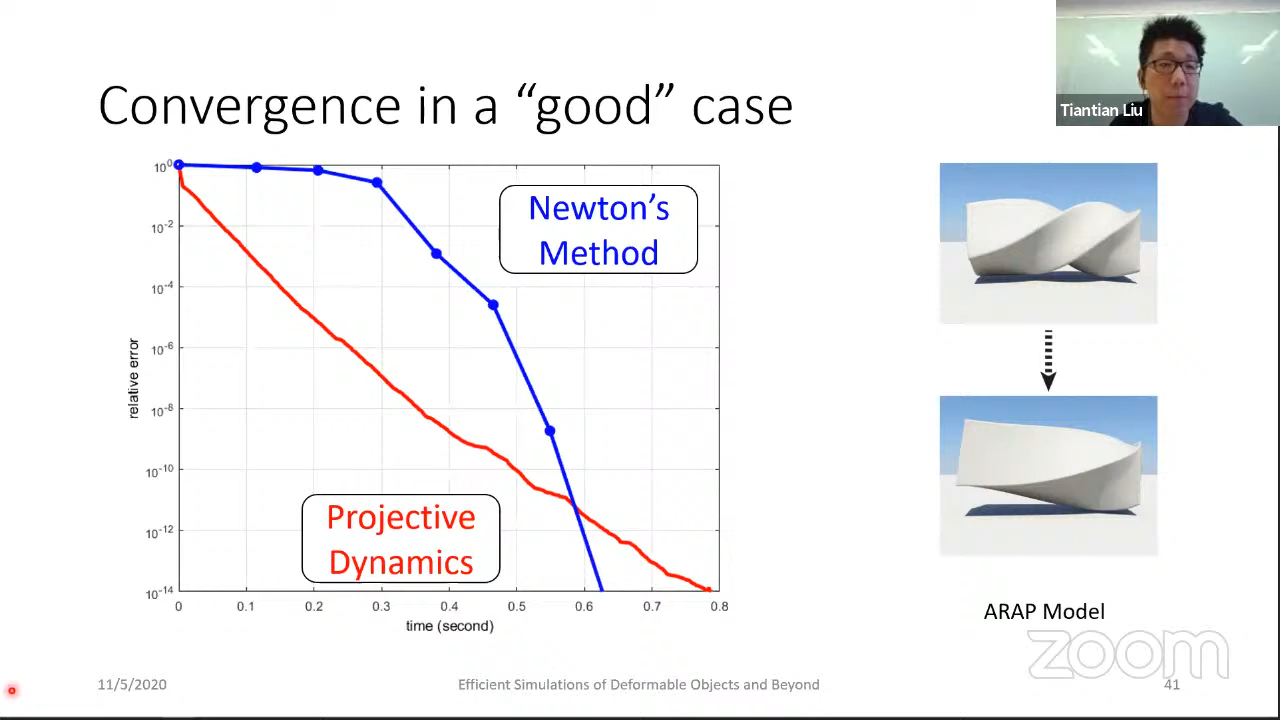 Convergence in a “good” case
Tiantian Liu
10^0
10^-2
10^-4
10^-6
10^-8
10^-10
10^-12
10^-14
relative error
0 0.1 0.2 0.3 0.4 0.5 0.6 0.7 0.8
time (second)
Newton’s
Method
Projective
Dynamics
ARAP Model
zoom
11/5/2020 Efficient Simulations of Deformable Objects and Beyond 41